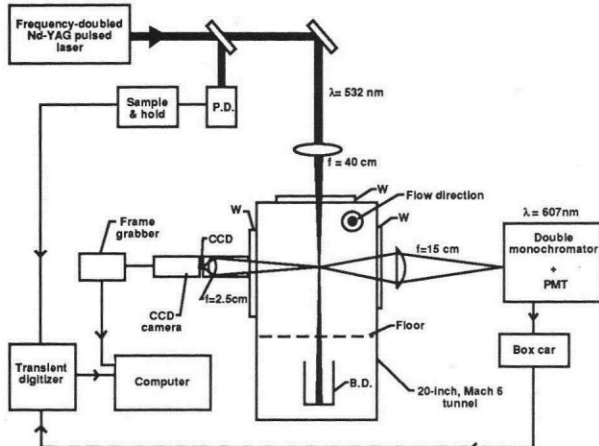 Frequency-doubled
Nd-YAG pulsed
laser
λ= 532 nm
Sample
& hold
P.D.
f = 40 cm
W
Flow direction
W
W
λ = 607nm
Frame
grabber
CCD
f=15 cm
Double
monochromator
+
PMT
f=2.5cm
CCD
camera
Floor
Box car
Transient
digitizer
Computer
B.D.
20-inch, Mach 6
tunnel